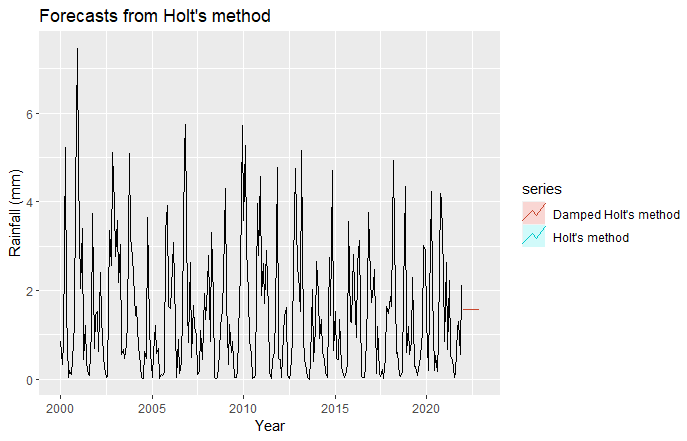 Forecasts from Holt's method
Rainfall (mm)
6
4
2
0
2000 2005 2010 2015 2020
Year
series
Damped Holt's method
Holt's method